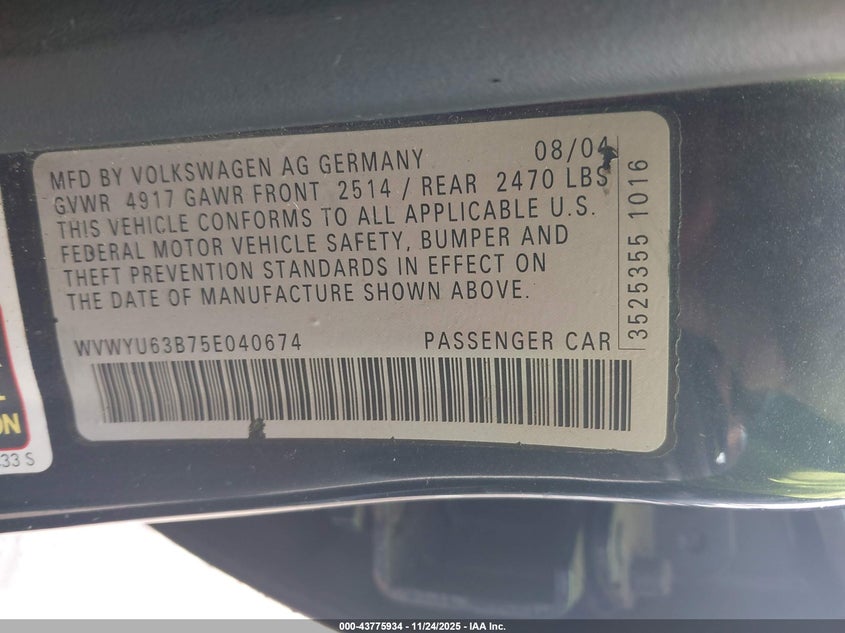 MFD BY VOLKSWAGEN AG GERMANY 08/04
GVWR 4917 GAWR FRONT 2514 / REAR 2470 LBS
THIS VEHICLE CONFORMS TO ALL APPLICABLE U.S.
FEDERAL MOTOR VEHICLE SAFETY, BUMPER AND
THEFT PREVENTION STANDARDS IN EFFECT ON
THE DATE OF MANUFACTURE SHOWN ABOVE.
WVWYU63B75E040674 PASSENGER CAR
3525355 1016
33 S
000-43775934 - 11/24/2025 - IAA Inc.